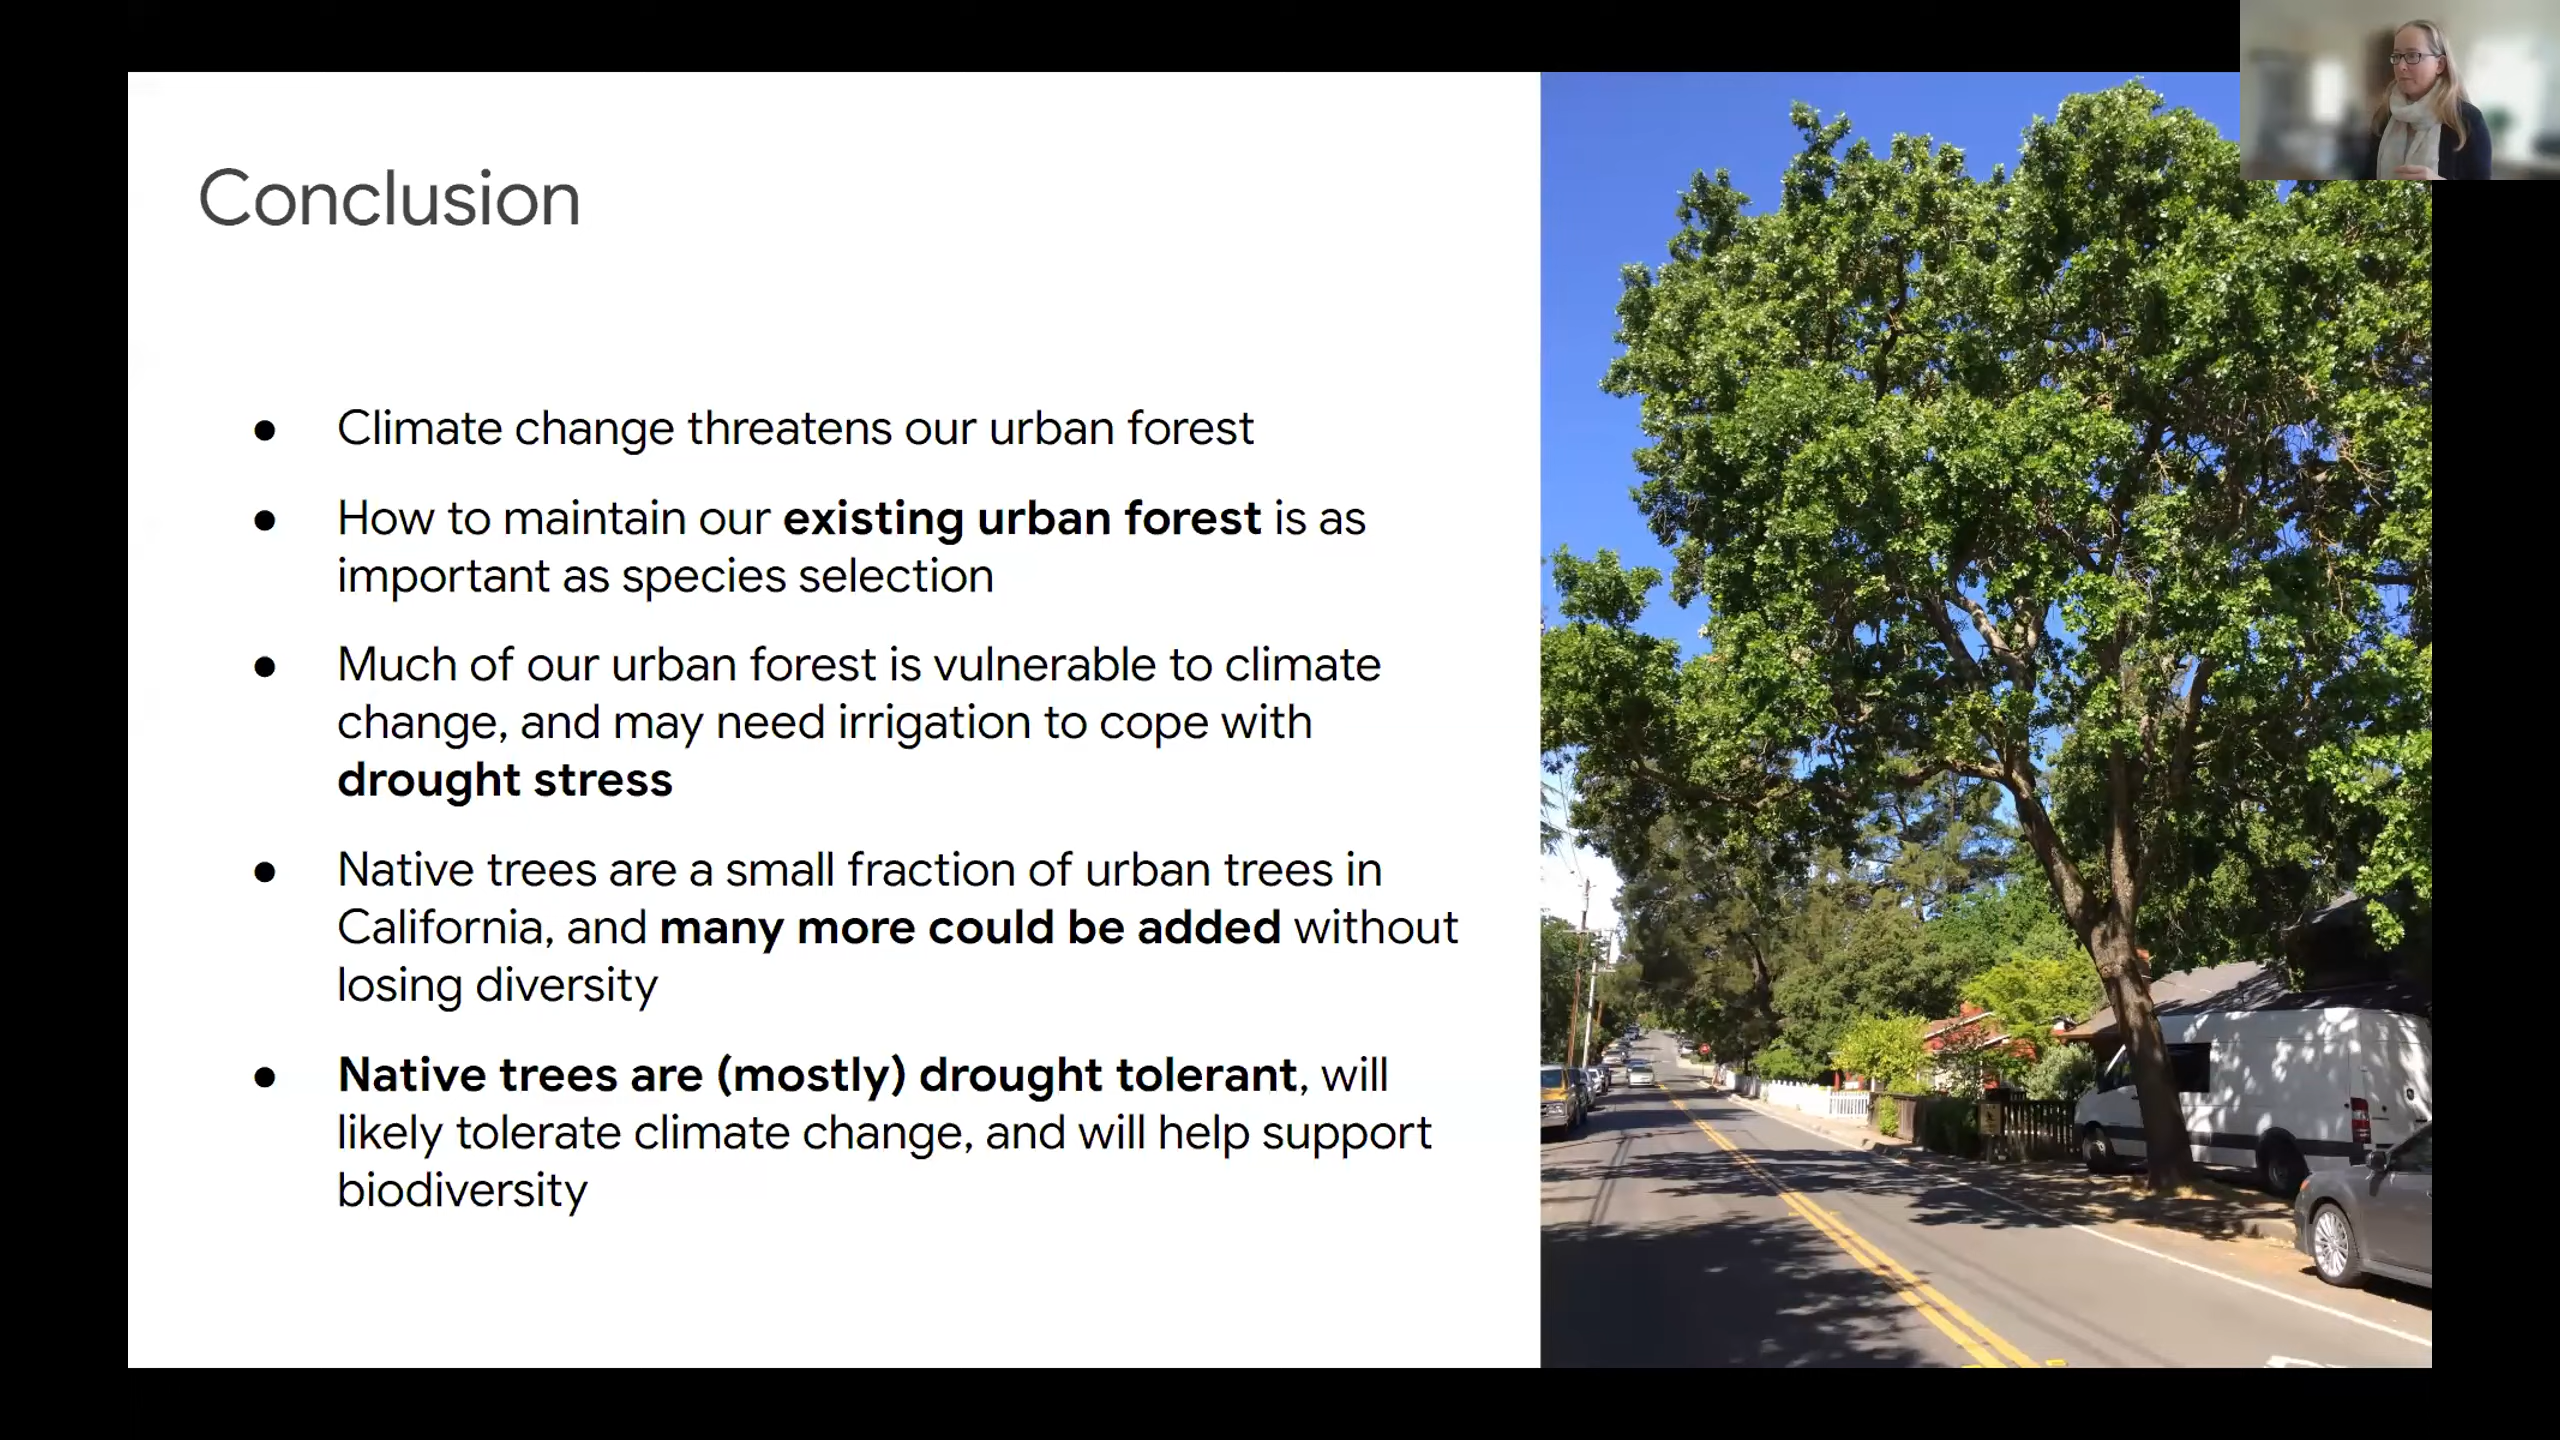 Conclusion
● Climate change threatens our urban forest
● How to maintain our existing urban forest is as
important as species selection
● Much of our urban forest is vulnerable to climate
change, and may need irrigation to cope with
drought stress
● Native trees are a small fraction of urban trees in
California, and many more could be added without
losing diversity
● Native trees are (mostly) drought tolerant, will
likely tolerate climate change, and will help support
biodiversity